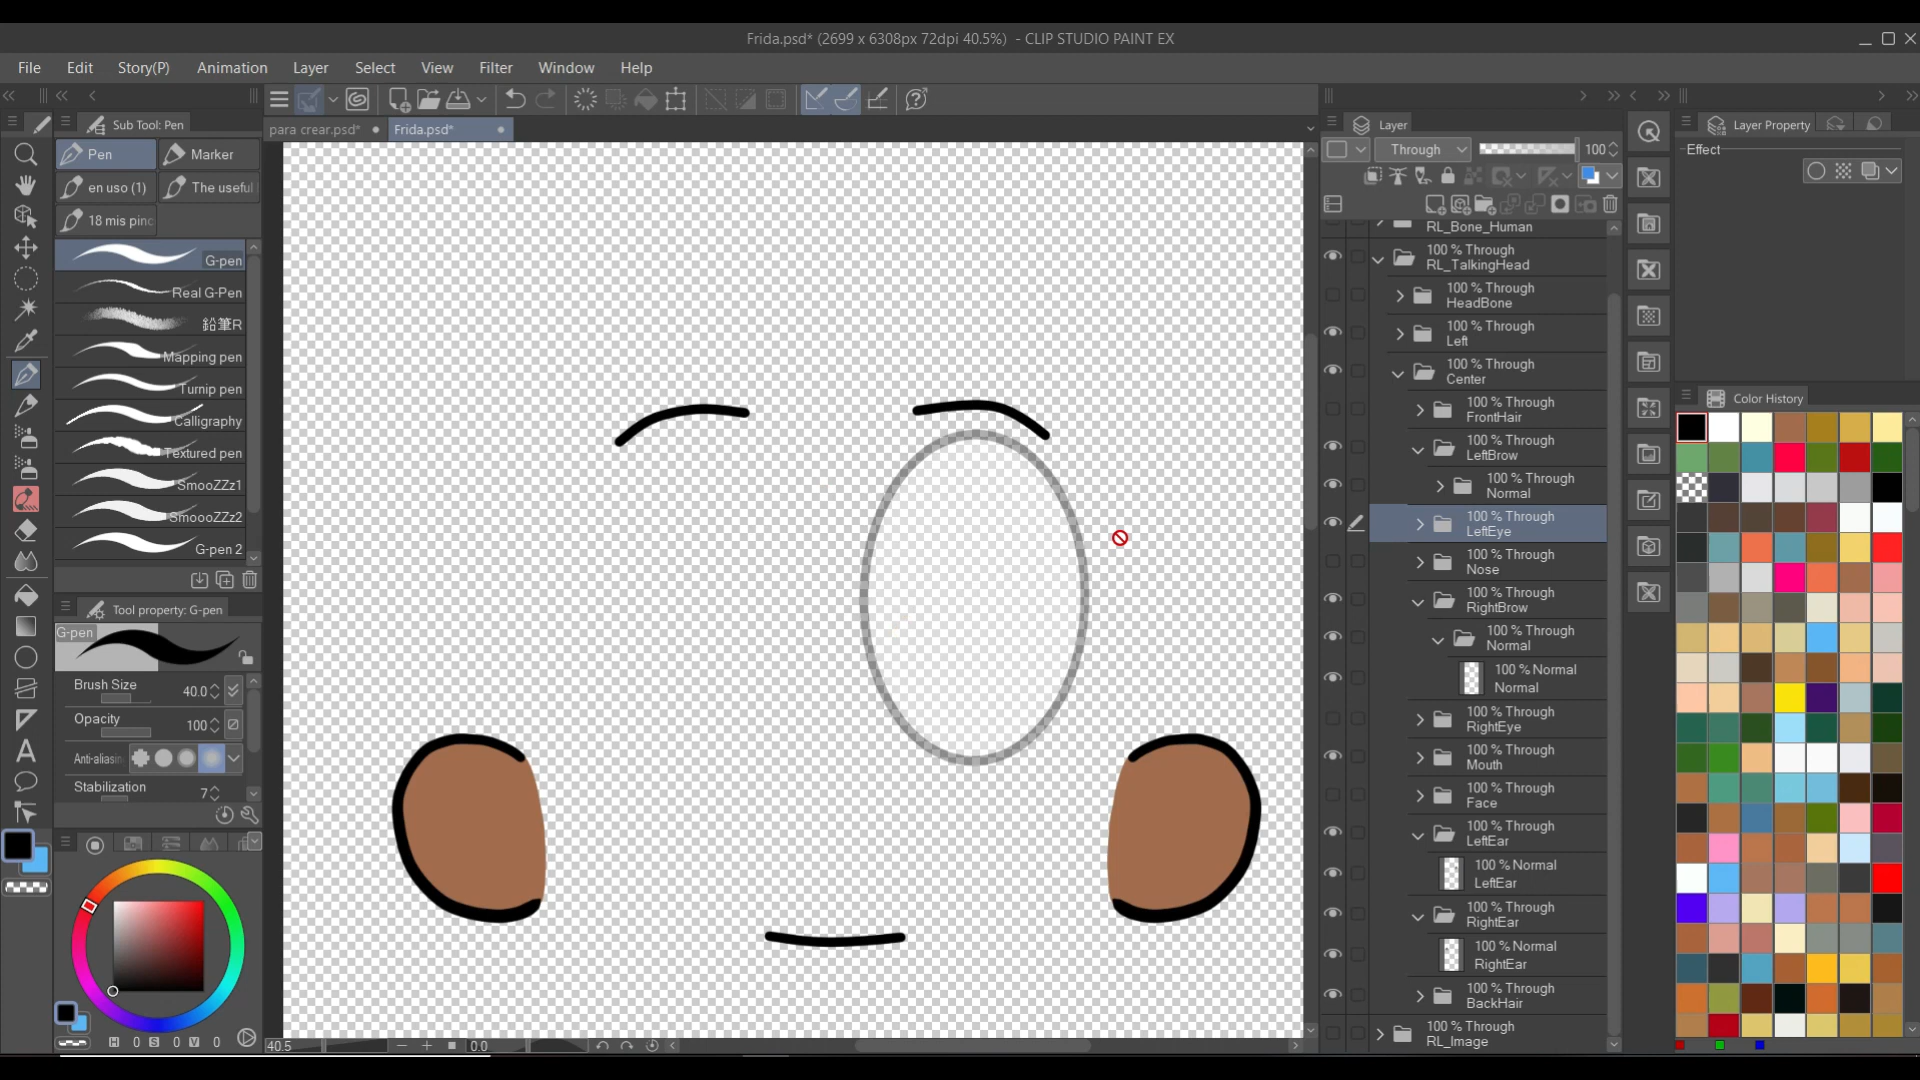 Frida.psd* (2699 x 6308px 72dpi 40.5%) - CLIP STUDIO PAINT EX
File Edit Story(P) Animation Layer Select View Filter Window Help
para crear.psd*
Frida.psd*
Sub Tool: Pen
Pen
Marker
en uso (1)
The useful
18 mis pinc
G-pen
Real G-Pen
鉛筆R
Mapping pen
Turnip pen
Calligraphy
Textured pen
SmooZZz1
SmoooZZz2
G-pen 2
Tool property: G-pen
G-pen
Brush Size 40.0
Opacity 100
Anti-aliasin
Stabilization 7
H 0 S 0 V 0
40.5
0.0
Layer
Through 100
RL_Bone_Human
100 % Through
RL_TalkingHead
100 % Through
HeadBone
100 % Through
Left
100 % Through
Center
100 % Through
FrontHair
100 % Through
LeftBrow
100 % Through
Normal
100 % Through
LeftEye
100 % Through
Nose
100 % Through
RightBrow
100 % Through
Normal
100 % Normal
Normal
100 % Through
RightEye
100 % Through
Mouth
100 % Through
Face
100 % Through
LeftEar
100 % Normal
LeftEar
100 % Through
RightEar
100 % Normal
RightEar
100 % Through
BackHair
100 % Through
RL_Image
Layer Property
Effect
Color History